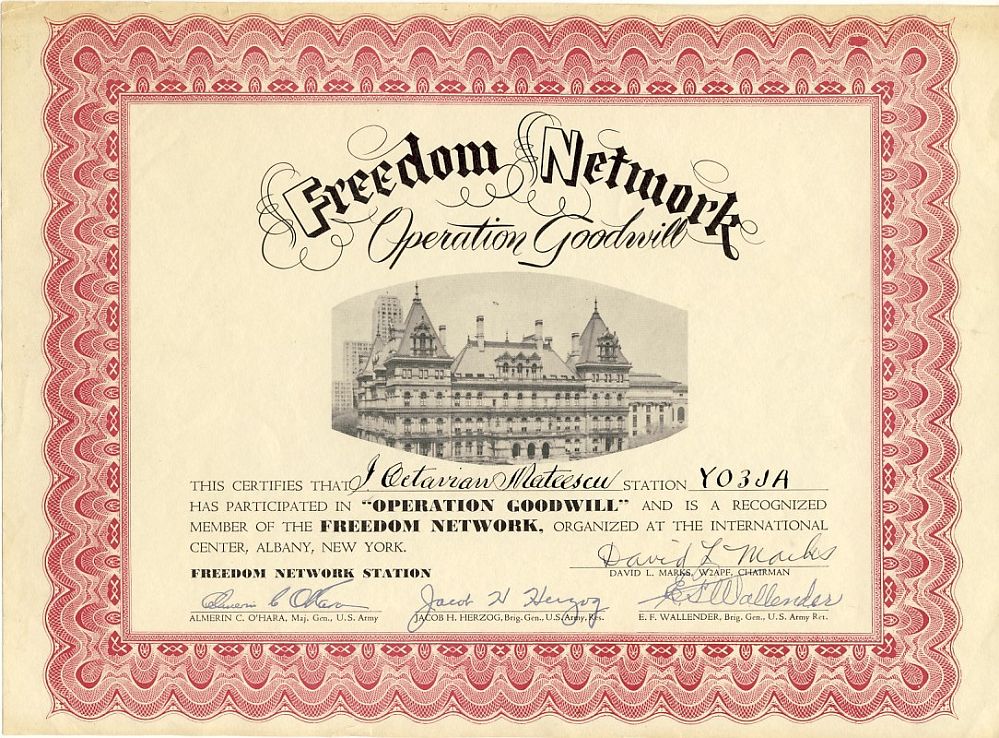 Freedom Network
Operation Goodwill
THIS CERTIFIES THAT J Octavian Mateescu STATION YO3JA
HAS PARTICIPATED IN "OPERATION GOODWILL" AND IS A RECOGNIZED
MEMBER OF THE FREEDOM NETWORK, ORGANIZED AT THE INTERNATIONAL
CENTER, ALBANY, NEW YORK.
David L Marks
FREEDOM NETWORK STATION
DAVID L. MARKS, W2APF, CHAIRMAN
Almerin C O'Hara
Jacob H Herzog
E F Wallender
ALMERIN C. O'HARA, Maj. Gen., U.S. Army
JACOB H. HERZOG, Brig. Gen., U.S. Army, Res.
E. F. WALLENDER, Brig. Gen., U.S. Army Ret.